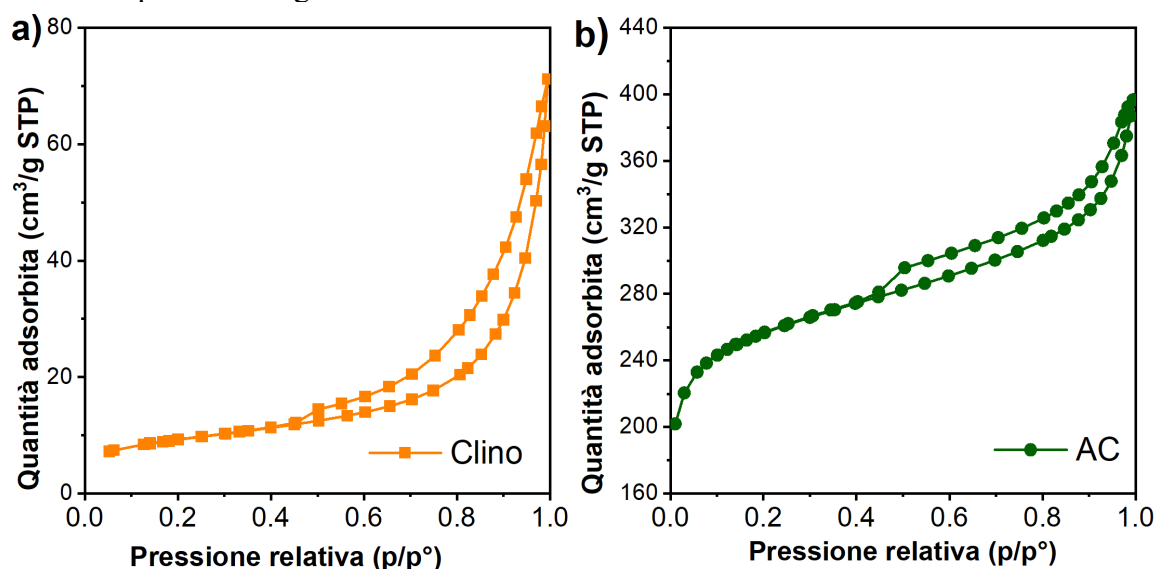 a)
Quantità adsorbita (cm³/g STP)
80
60
40
20
0
0.0 0.2 0.4 0.6 0.8 1.0
Pressione relativa (p/p°)
Clino
b)
Quantità adsorbita (cm³/g STP)
440
400
360
320
280
240
200
160
0.0 0.2 0.4 0.6 0.8 1.0
Pressione relativa (p/p°)
AC